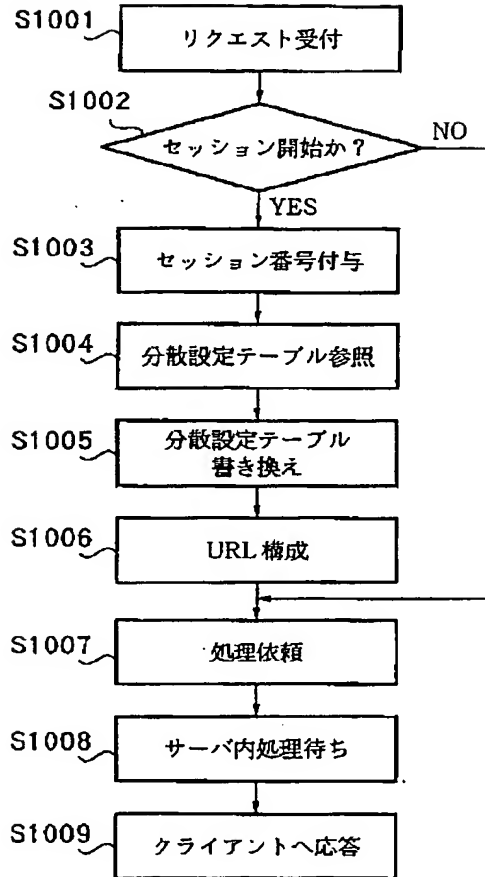 S1001
リクエスト受付
S1002
セッション開始か？
NO
YES
S1003
セッション番号付与
S1004
分散設定テーブル参照
S1005
分散設定テーブル
書き換え
S1006
URL構成
S1007
処理依頼
S1008
サーバ内処理待ち
S1009
クライアントへ応答